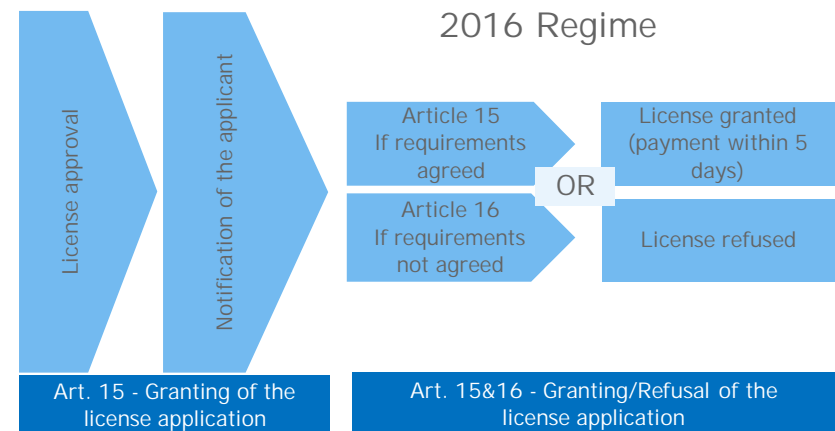 2016 Regime
License approval
Notification of the applicant
Article 15
If requirements
agreed
License granted
(payment within 5
days)
OR
Article 16
If requirements
not agreed
License refused
Art. 15 - Granting of the
license application
Art. 15&16 - Granting/Refusal of the
license application